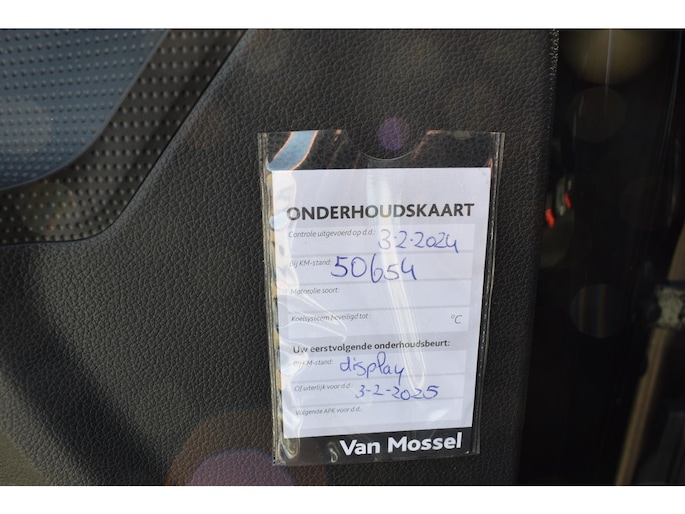 ONDERHOUDSKAART
Controle uitgevoerd op d.d.: 3-2-2024
Bij KM-stand: 50654
Motorolie soort:
Koelsysteem beveiligd tot: °C
Uw eerstvolgende onderhoudsbeurt:
Bij KM-stand: display
Of uiterlijk voor d.d.: 3-2-2025
Volgende APK voor d.d.:
Van Mossel